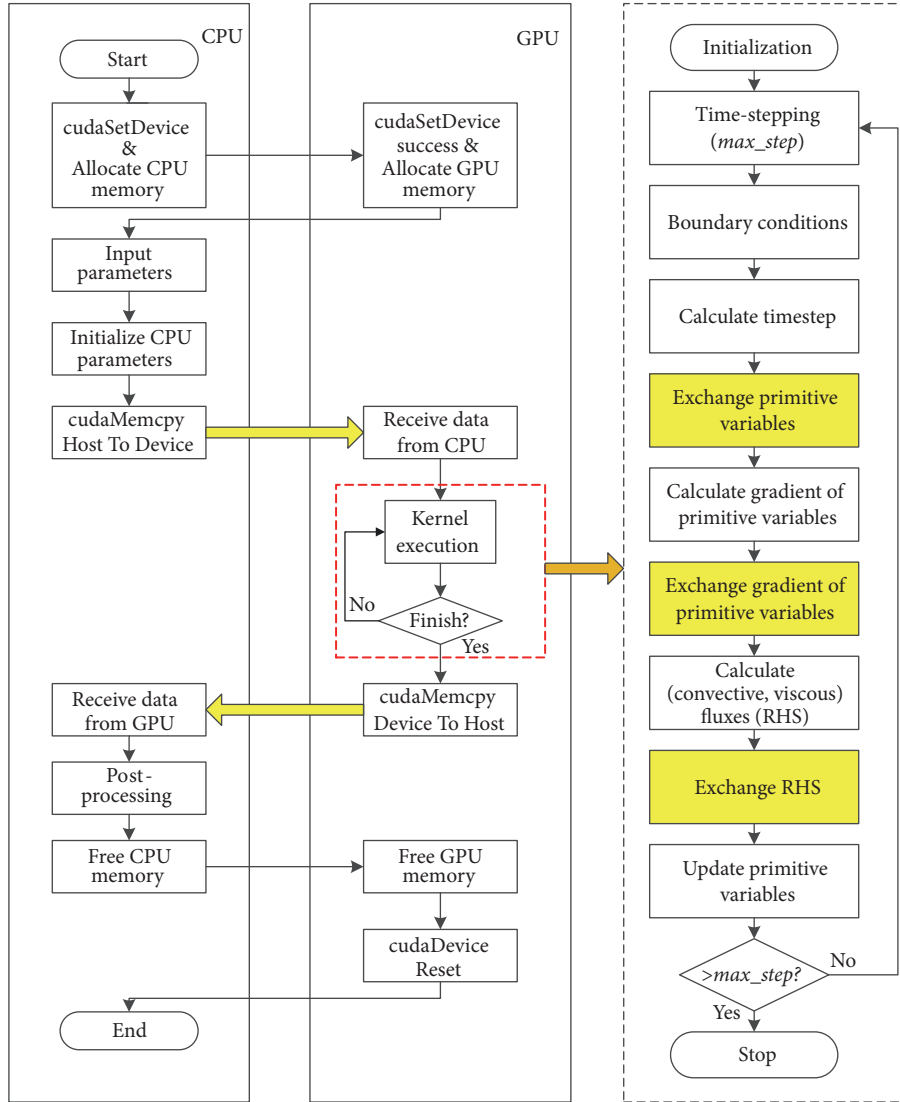 CPU
Start
cudaSetDevice
&
Allocate CPU
memory
Input
parameters
Initialize CPU
parameters
cudaMemcpy
Host To Device
Receive data
from GPU
Post-
processing
Free CPU
memory
End
GPU
cudaSetDevice
success &
Allocate GPU
memory
Receive data
from CPU
Kernel
execution
No
Finish?
Yes
cudaMemcpy
Device To Host
Free GPU
memory
cudaDevice
Reset
Initialization
Time-stepping
(max_step)
Boundary conditions
Calculate timestep
Exchange primitive
variables
Calculate gradient of
primitive variables
Exchange gradient of
primitive variables
Calculate
(convective, viscous)
fluxes (RHS)
Exchange RHS
Update primitive
variables
>max_step?
No
Yes
Stop